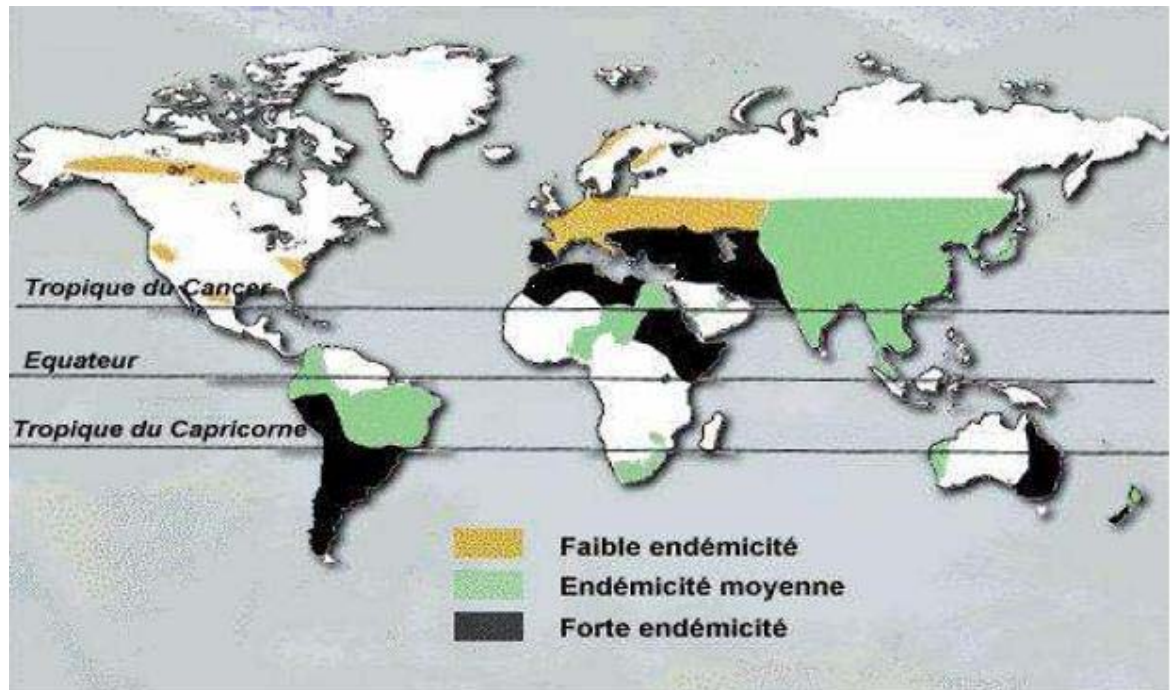 Tropique du Cancer
Equateur
Tropique du Capricorne
Faible endémicité
Endémicité moyenne
Forte endémicité